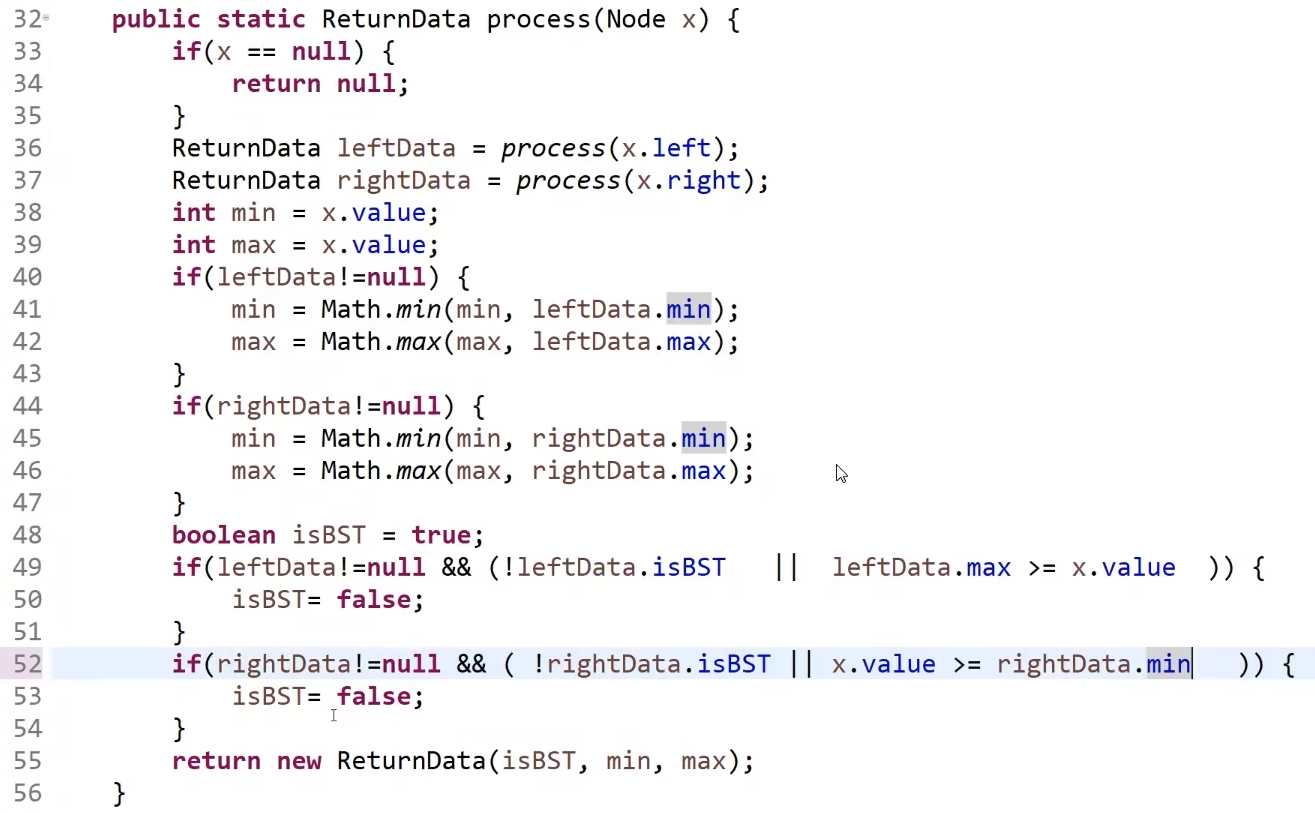 32 public static ReturnData process(Node x) {
33 if(x == null) {
34 return null;
35 }
36 ReturnData leftData = process(x.left);
37 ReturnData rightData = process(x.right);
38 int min = x.value;
39 int max = x.value;
40 if(leftData!=null) {
41 min = Math.min(min, leftData.min);
42 max = Math.max(max, leftData.max);
43 }
44 if(rightData!=null) {
45 min = Math.min(min, rightData.min);
46 max = Math.max(max, rightData.max);
47 }
48 boolean isBST = true;
49 if(leftData!=null && (!leftData.isBST || leftData.max >= x.value )) {
50 isBST= false;
51 }
52 if(rightData!=null && ( !rightData.isBST || x.value >= rightData.min )) {
53 isBST= false;
54 }
55 return new ReturnData(isBST, min, max);
56 }